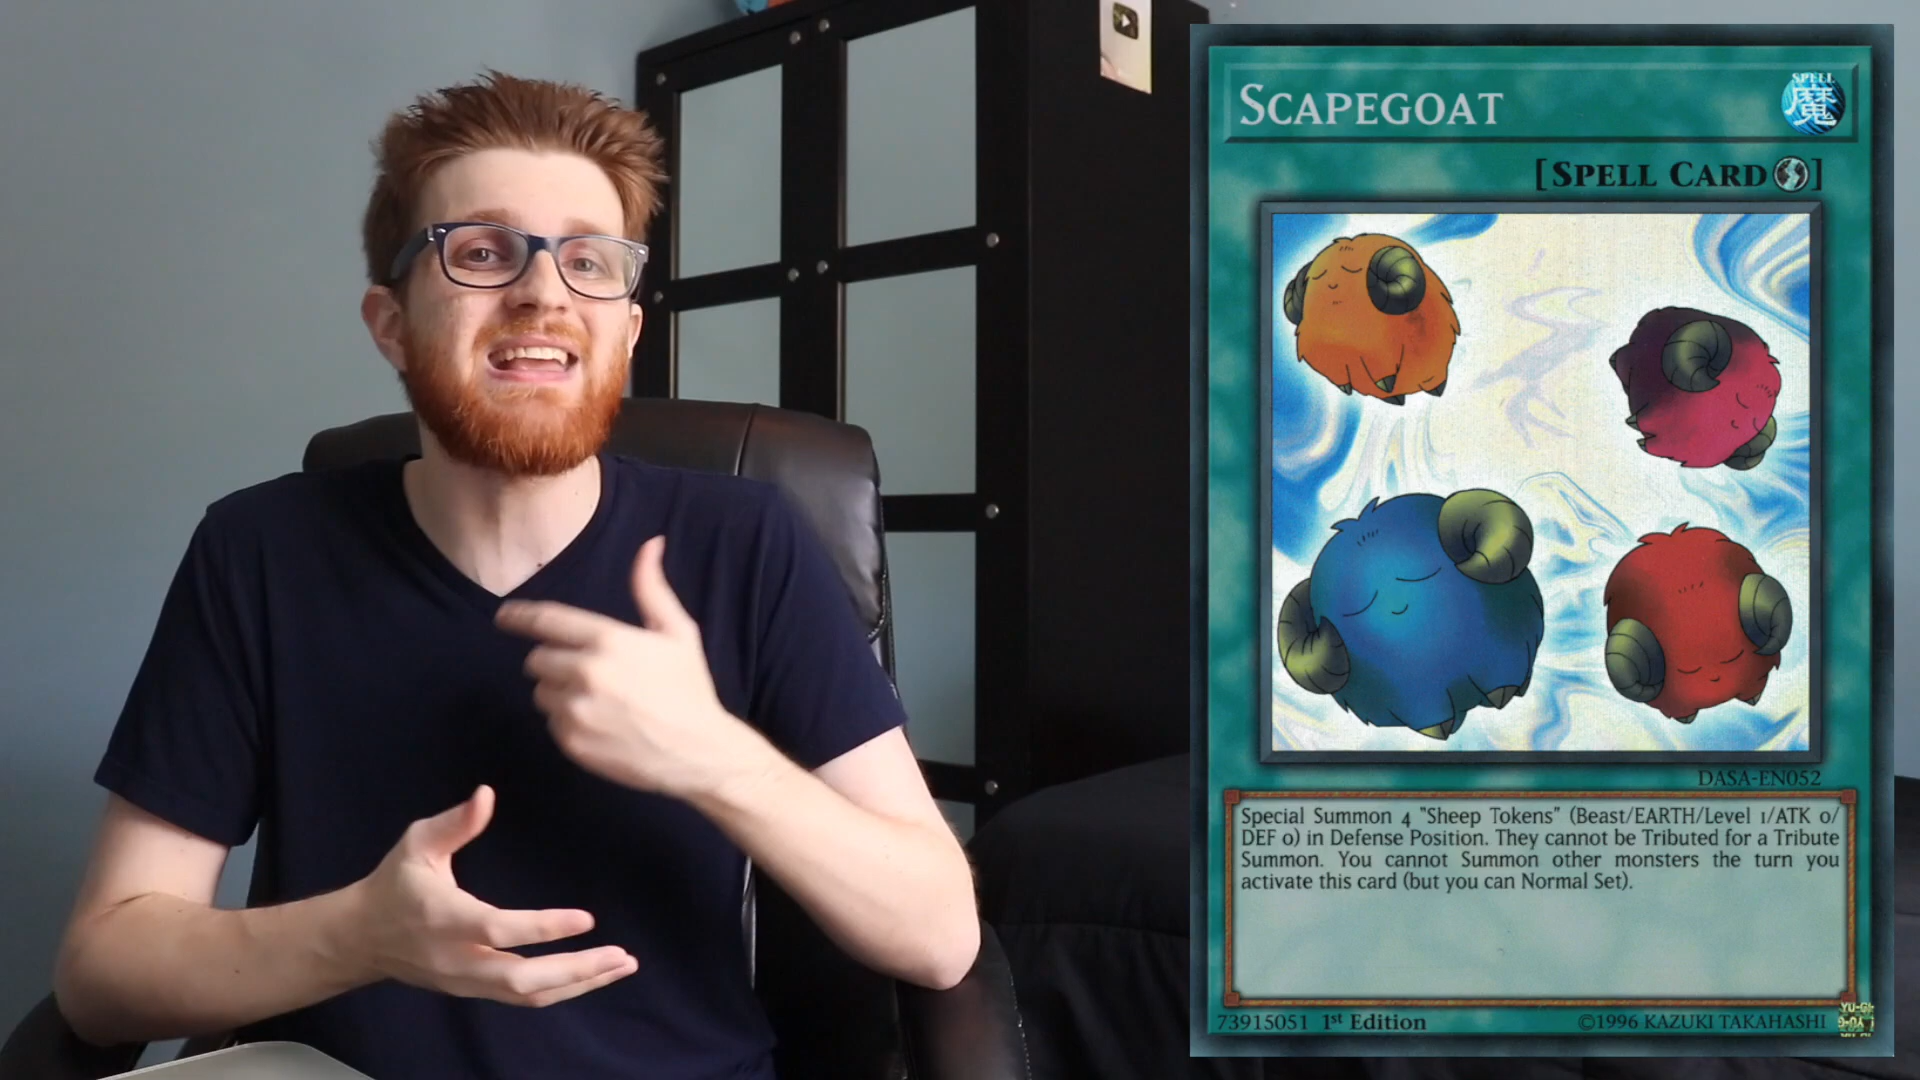 SCAPEGOAT
SPELL
魔
[SPELL CARD]
DASA-EN052
Special Summon 4 "Sheep Tokens" (Beast/EARTH/Level 1/ATK 0/
DEF 0) in Defense Position. They cannot be Tributed for a Tribute
Summon. You cannot Summon other monsters the turn you
activate this card (but you can Normal Set).
73915051 1st Edition
©1996 KAZUKI TAKAHASHI